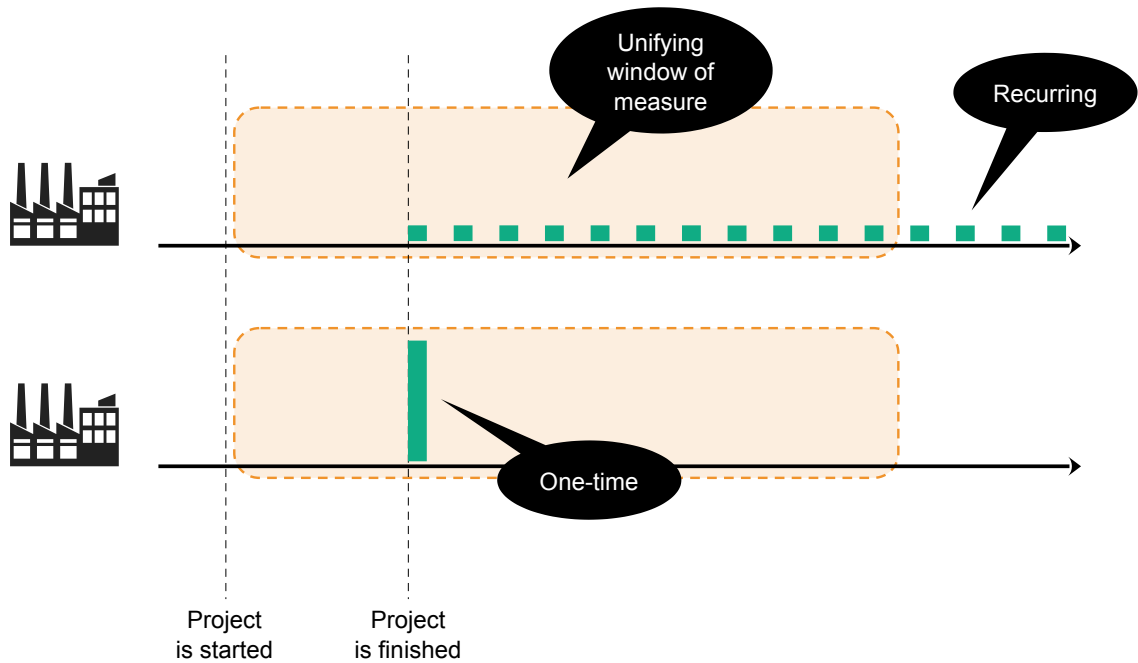 Unifying
window of
measure
Recurring
One-time
Project
is started
Project
is finished